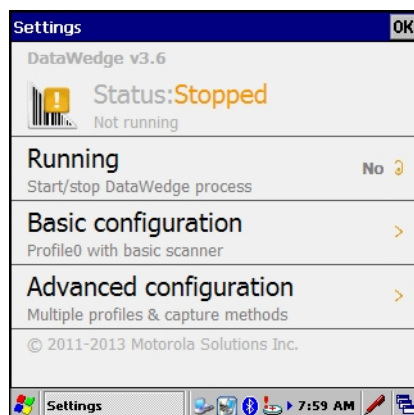 Settings OK
DataWedge v3.6
Status:Stopped
Not running
Running No
Start/stop DataWedge process
Basic configuration
Profile0 with basic scanner
Advanced configuration
Multiple profiles & capture methods
© 2011-2013 Motorola Solutions Inc.
Settings 7:59 AM